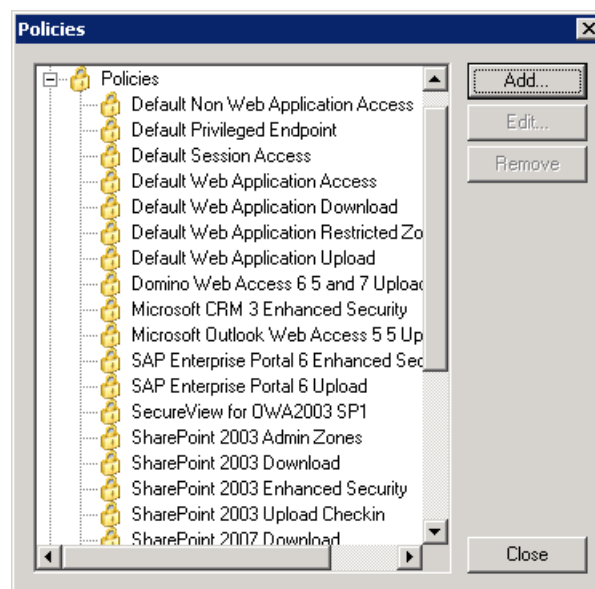 Policies
Policies
Default Non Web Application Access
Default Privileged Endpoint
Default Session Access
Default Web Application Access
Default Web Application Download
Default Web Application Restricted Zo
Default Web Application Upload
Domino Web Access 6 5 and 7 Upload
Microsoft CRM 3 Enhanced Security
Microsoft Outlook Web Access 5 5 Up
SAP Enterprise Portal 6 Enhanced Sec
SAP Enterprise Portal 6 Upload
SecureView for OWA2003 SP1
SharePoint 2003 Admin Zones
SharePoint 2003 Download
SharePoint 2003 Enhanced Security
SharePoint 2003 Upload Checkin
SharePoint 2007 Download
Add...
Edit...
Remove
Close